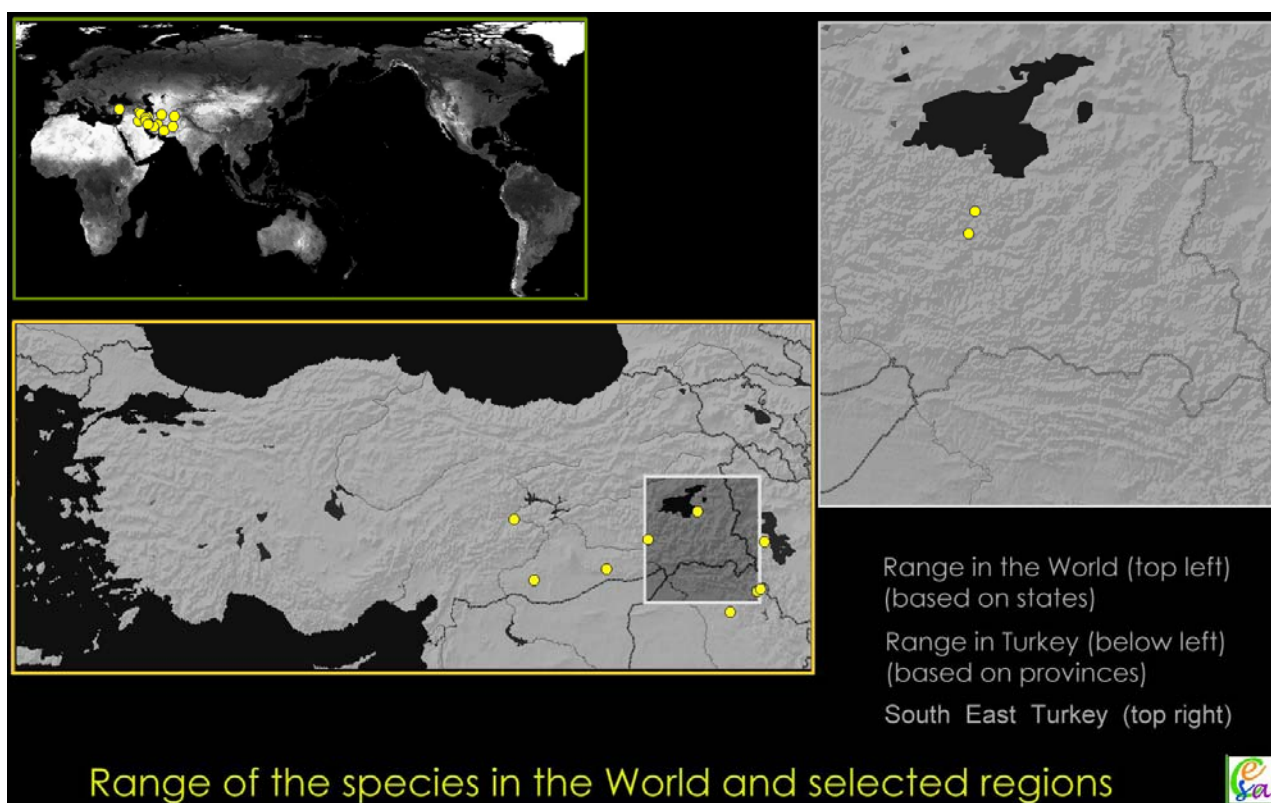 Range in the World (top left)
(based on states)
Range in Turkey (below left)
(based on provinces)
South East Turkey (top right)
Range of the species in the World and selected regions
esa